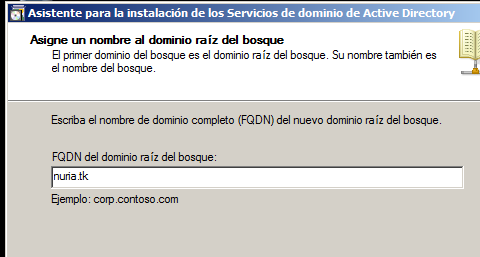 Asistente para la instalación de los Servicios de dominio de Active Directory
Asigne un nombre al dominio raíz del bosque
El primer dominio del bosque es el dominio raíz del bosque. Su nombre también es
el nombre del bosque.
Escriba el nombre de dominio completo (FQDN) del nuevo dominio raíz del bosque.
FQDN del dominio raíz del bosque:
nuria.tk
Ejemplo: corp.contoso.com